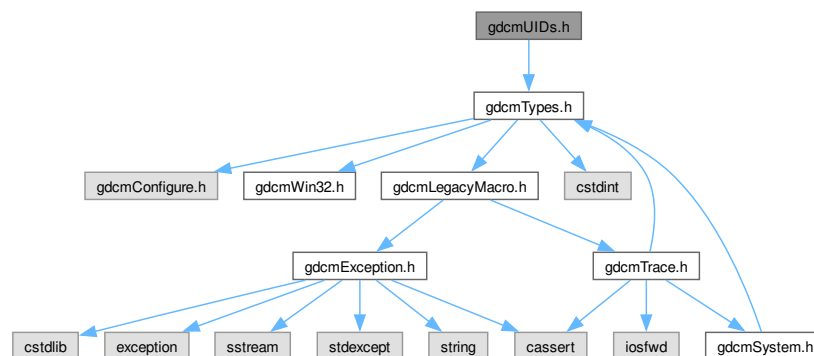 gdcmUIDs.h
gdcmTypes.h
gdcmConfigure.h
gdcmWin32.h
gdcmLegacyMacro.h
cstdint
gdcmException.h
gdcmTrace.h
cstdlib
exception
sstream
stdexcept
string
cassert
iosfwd
gdcmSystem.h